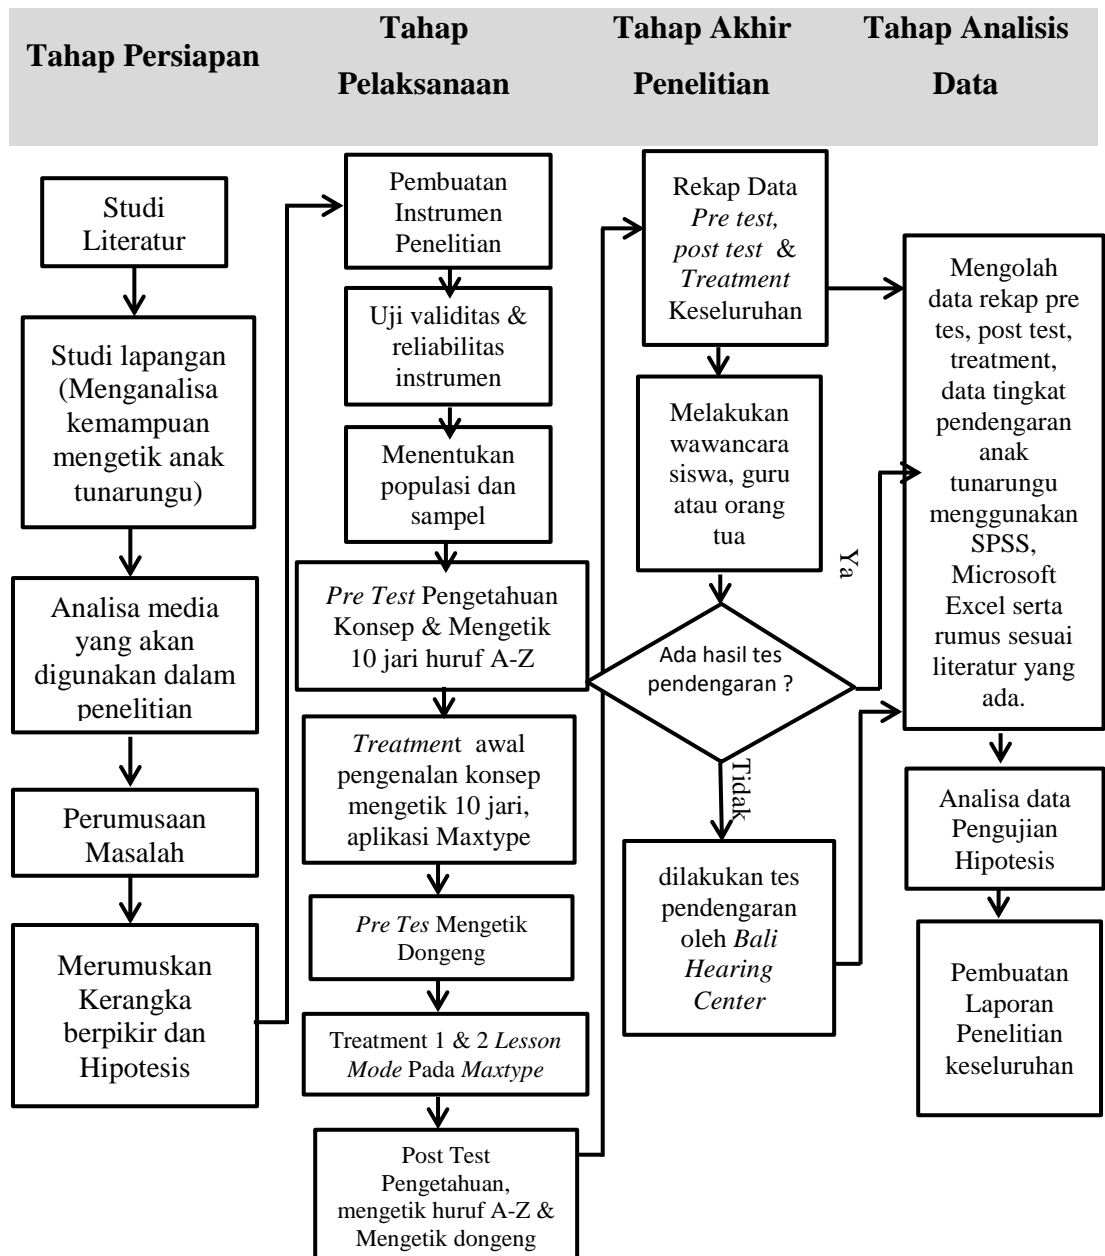 Tahap Persiapan
Tahap
Pelaksanaan
Tahap Akhir
Penelitian
Tahap Analisis
Data
Studi
Literatur
Studi lapangan
(Menganalisa
kemampuan
mengetik anak
tunarungu)
Analisa media
yang akan
digunakan dalam
penelitian
Perumusaan
Masalah
Merumuskan
Kerangka
berpikir dan
Hipotesis
Pembuatan
Instrumen
Penelitian
Uji validitas &
reliabilitas
instrumen
Menentukan
populasi dan
sampel
Pre Test Pengetahuan
Konsep & Mengetik
10 jari huruf A-Z
Treatment awal
pengenalan konsep
mengetik 10 jari,
aplikasi Maxtype
Pre Tes Mengetik
Dongeng
Treatment 1 & 2 Lesson
Mode Pada Maxtype
Post Test
Pengetahuan,
mengetik huruf A-Z &
Mengetik dongeng
Rekap Data
Pre test,
post test &
Treatment
Keseluruhan
Melakukan
wawancara
siswa, guru
atau orang
tua
Ada hasil tes
pendengaran ?
Ya
Tidak
dilakukan tes
pendengaran
oleh Bali
Hearing
Center
Mengolah
data rekap pre
tes, post test,
treatment,
data tingkat
pendengaran
anak
tunarungu
menggunakan
SPSS,
Microsoft
Excel serta
rumus sesuai
literatur yang
ada.
Analisa data
Pengujian
Hipotesis
Pembuatan
Laporan
Penelitian
keseluruhan